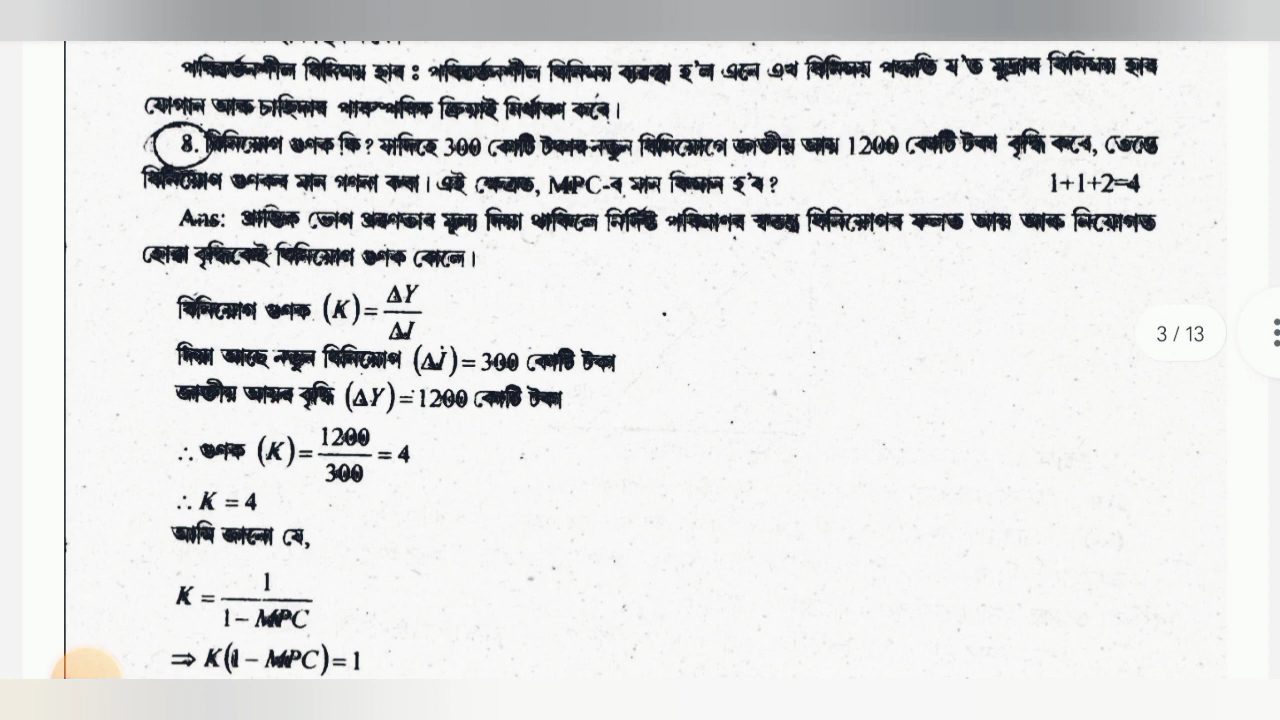 পৰিৱৰ্তনশীল বিনিময় হাৰ : পৰিৱৰ্তনশীল বিনিময় ব্যৱস্থা হ'ল এনে এখ বিনিময় পদ্ধতি য'ত মুদ্ৰাৰ বিনিময় হাৰ
যোগান আৰু চাহিদাৰ পাৰস্পৰিক ক্ৰিয়াই নিৰ্ধাৰণ কৰে।
8. বিনিয়োগ গুণক কি? যদিহে 300 কোটি টকাৰ নতুন বিনিয়োগে জাতীয় আয় 1200 কোটি টকা বৃদ্ধি কৰে, তেন্তে
বিনিয়োগ গুণকৰ মান গণনা কৰা। এই ক্ষেত্ৰত, MPC-ৰ মান কিমান হ'ব? 1+1+2=4
Ans: প্ৰান্তিক ভোগ প্ৰৱণতাৰ মূল্য দিয়া থাকিলে নিৰ্দিষ্ট পৰিমাণৰ স্বতন্ত্ৰ বিনিয়োগৰ ফলত আয় আৰু নিয়োগত
হোৱা বৃদ্ধিকেই বিনিয়োগ গুণক বোলে।
বিনিয়োগ গুণক (K) = ΔY / ΔI
দিয়া আছে নতুন বিনিয়োগ (ΔI) = 300 কোটি টকা
জাতীয় আয়ৰ বৃদ্ধি (ΔY) = 1200 কোটি টকা
∴ গুণক (K) = 1200 / 300 = 4
∴ K = 4
আমি জানো যে,
K = 1 / 1 – MPC
⇒ K(1 – MPC) = 1
3 / 13